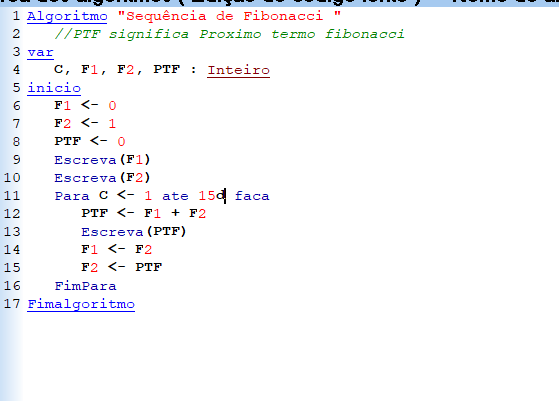 1 Algoritmo "Sequência de Fibonacci "
2 //PTF significa Proximo termo fibonacci
3 var
4 C, F1, F2, PTF : Inteiro
5 inicio
6 F1 <- 0
7 F2 <- 1
8 PTF <- 0
9 Escreva(F1)
10 Escreva(F2)
11 Para C <- 1 ate 15d faca
12 PTF <- F1 + F2
13 Escreva(PTF)
14 F1 <- F2
15 F2 <- PTF
16 FimPara
17 Fimalgoritmo